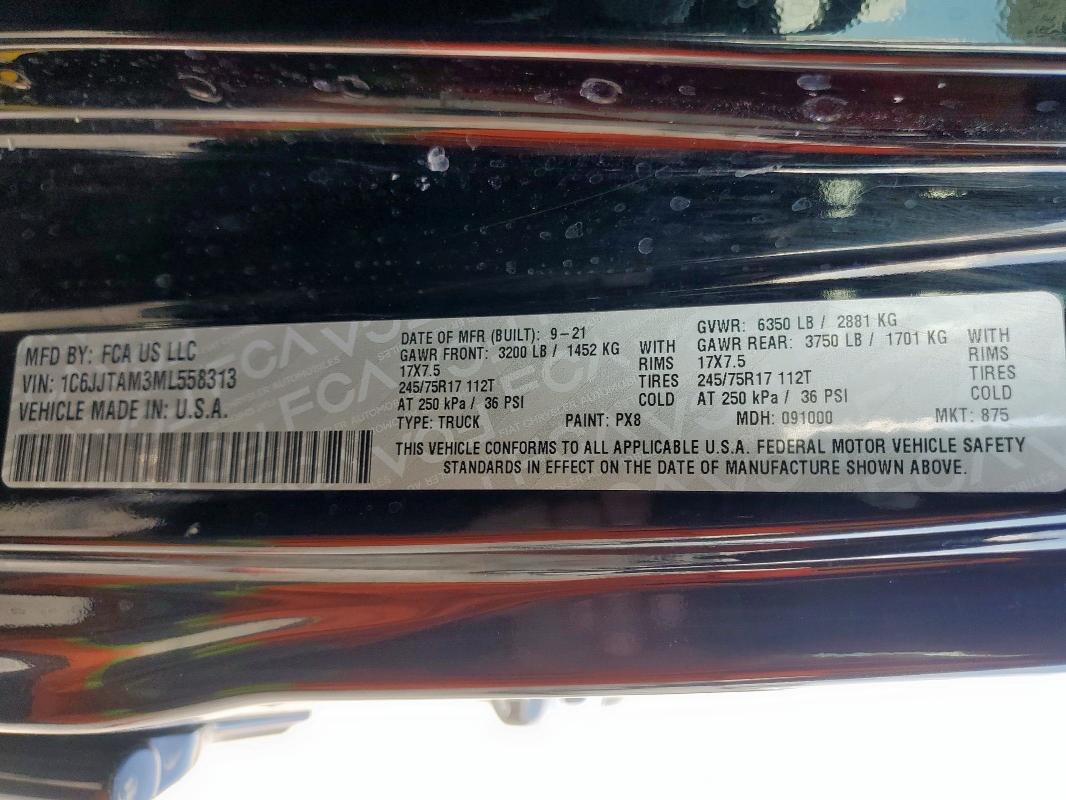 MFD BY: FCA US LLC
VIN: 1C6JJTAM3ML558313
VEHICLE MADE IN: U.S.A.
DATE OF MFR (BUILT): 9-21
GAWR FRONT: 3200 LB / 1452 KG WITH
17X7.5 RIMS
245/75R17 112T TIRES
AT 250 kPa / 36 PSI COLD
GVWR: 6350 LB / 2881 KG
GAWR REAR: 3750 LB / 1701 KG WITH
17X7.5 RIMS
245/75R17 112T TIRES
AT 250 kPa / 36 PSI COLD
TYPE: TRUCK PAINT: PX8 MDH: 091000 MKT: 875
THIS VEHICLE CONFORMS TO ALL APPLICABLE U.S.A. FEDERAL MOTOR VEHICLE SAFETY
STANDARDS IN EFFECT ON THE DATE OF MANUFACTURE SHOWN ABOVE.